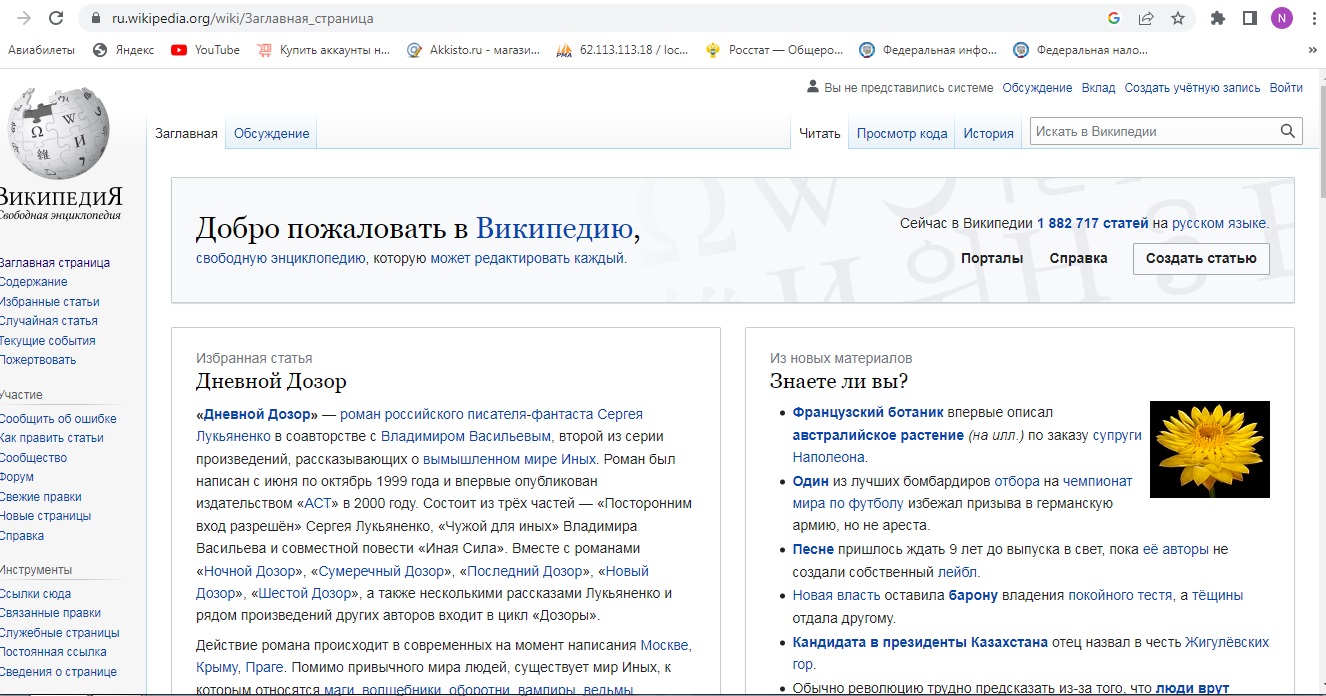 ru.wikipedia.org/wiki/Заглавная_страница
G
N
Авиабилеты
Яндекс
YouTube
Купить аккаунты н...
Akkisto.ru - магази...
PMA
62.113.113.18 / loc...
Росстат — Общеро...
Федеральная инфо...
Федеральная нало...
»
Вы не представились системе Обсуждение Вклад Создать учётную запись Войти
Заглавная Обсуждение
Читать Просмотр кода История
Искать в Википедии
Ω W И 維
ВИКИПЕДИЯ
Свободная энциклопедия
Заглавная страница
Содержание
Избранные статьи
Случайная статья
Текущие события
Пожертвовать
Участие
Сообщить об ошибке
Как править статьи
Сообщество
Форум
Свежие правки
Новые страницы
Справка
Инструменты
Ссылки сюда
Связанные правки
Служебные страницы
Постоянная ссылка
Сведения о странице
Добро пожаловать в Википедию,
свободную энциклопедию, которую может редактировать каждый.
Сейчас в Википедии 1 882 717 статей на русском языке.
Порталы Справка Создать статью
Избранная статья
Дневной Дозор
«Дневной Дозор» — роман российского писателя-фантаста Сергея
Лукьяненко в соавторстве с Владимиром Васильевым, второй из серии
произведений, рассказывающих о вымышленном мире Иных. Роман был
написан с июня по октябрь 1999 года и впервые опубликован
издательством «АСТ» в 2000 году. Состоит из трёх частей — «Посторонним
вход разрешён» Сергея Лукьяненко, «Чужой для иных» Владимира
Васильева и совместной повести «Иная Сила». Вместе с романами
«Ночной Дозор», «Сумеречный Дозор», «Последний Дозор», «Новый
Дозор», «Шестой Дозор», а также несколькими рассказами Лукьяненко и
рядом произведений других авторов входит в цикл «Дозоры».
Действие романа происходит в современных на момент написания Москве,
Крыму, Праге. Помимо привычного мира людей, существует мир Иных, к
которым относятся маги, волшебники, оборотни, вампиры, ведьмы,
Из новых материалов
Знаете ли вы?
• Французский ботаник впервые описал
австралийское растение (на илл.) по заказу супруги
Наполеона.
• Один из лучших бомбардиров отбора на чемпионат
мира по футболу избежал призыва в германскую
армию, но не ареста.
• Песне пришлось ждать 9 лет до выпуска в свет, пока её авторы не
создали собственный лейбл.
• Новая власть оставила барону владения покойного тестя, а тёщины
отдала другому.
• Кандидата в президенты Казахстана отец назвал в честь Жигулёвских
гор.
• Обычно революцию трудно предсказать из-за того, что люди врут